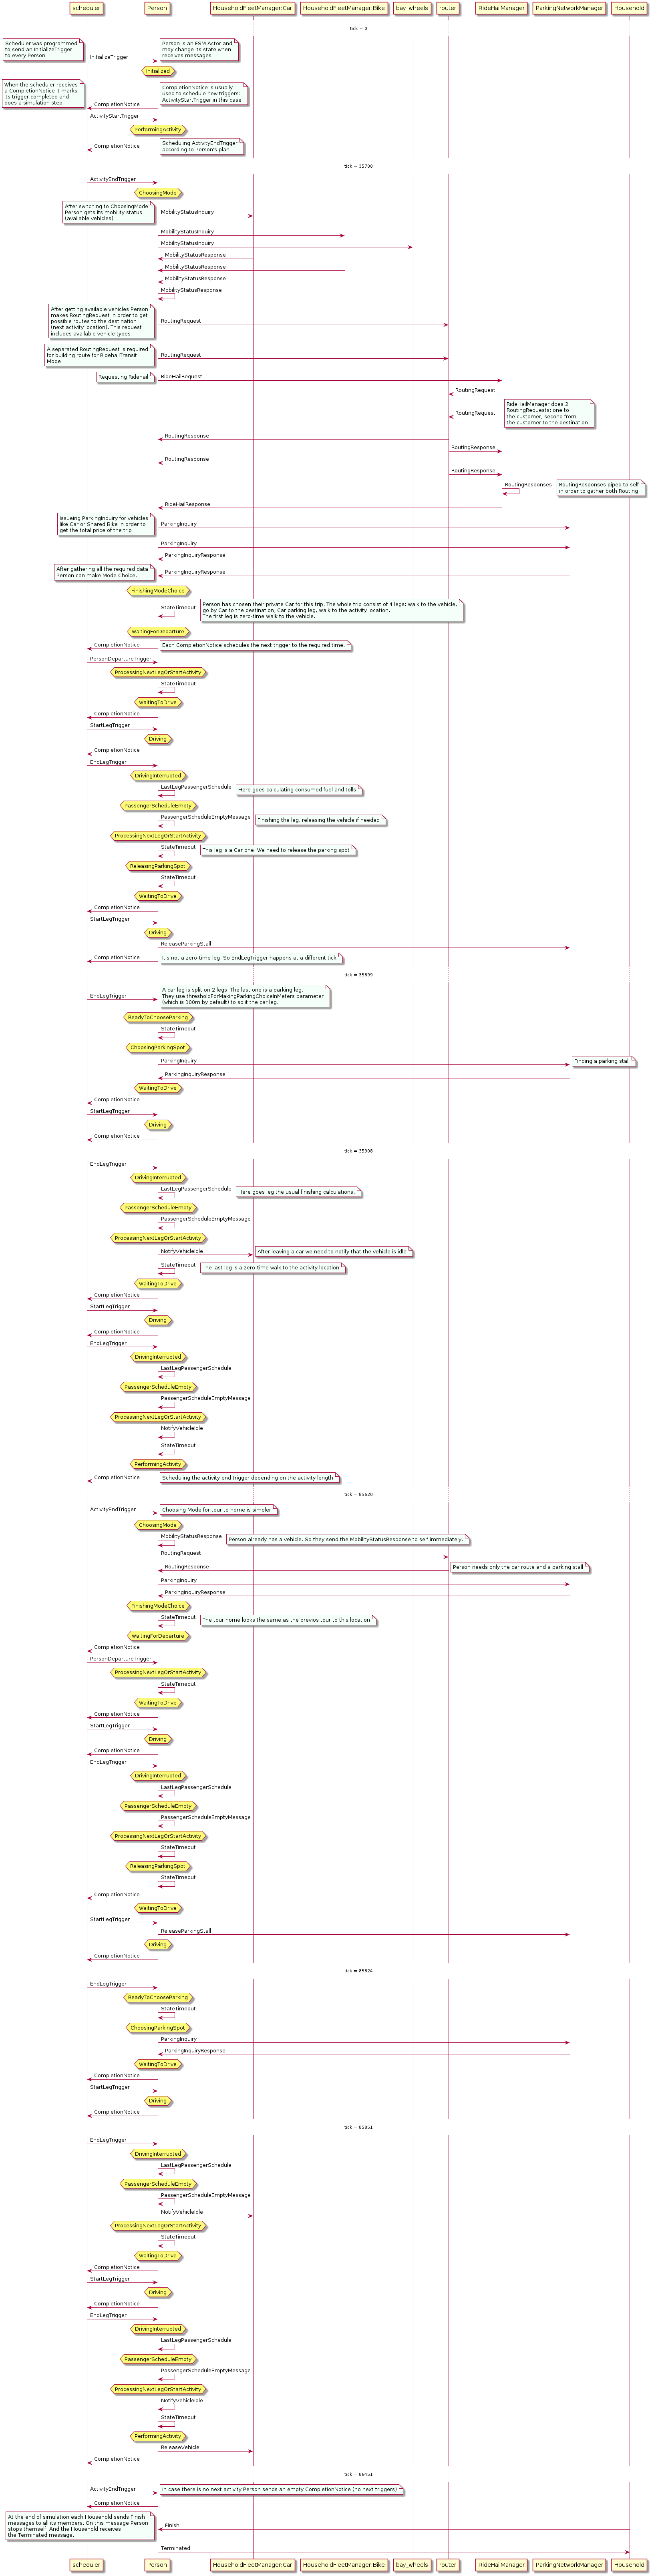 scheduler Person HouseholdFleetManager:Car HouseholdFleetManager:Bike bay_wheels router RideHailManager ParkingNetworkManager Household
tick = 0
Scheduler was programmed
to send an InitializeTrigger
to every Person
InitializeTrigger
Person is an FSM Actor and
may change its state when
receives messages
Initialized
When the scheduler receives
a CompletionNotice it marks
its trigger completed and
does a simulation step
CompletionNotice
CompletionNotice is usually
used to schedule new triggers:
ActivityStartTrigger in this case
ActivityStartTrigger
PerformingActivity
CompletionNotice
Scheduling ActivityEndTrigger
according to Person's plan
tick = 35700
ActivityEndTrigger
ChoosingMode
After switching to ChoosingMode
Person gets its mobility status
(available vehicles)
MobilityStatusInquiry
MobilityStatusInquiry
MobilityStatusInquiry
MobilityStatusResponse
MobilityStatusResponse
MobilityStatusResponse
MobilityStatusResponse
After getting available vehicles Person
makes RoutingRequest in order to get
possible routes to the destination
(next activity location). This request
includes available vehicle types
RoutingRequest
A separated RoutingRequest is required
for building route for RidehailTransit
Mode
RoutingRequest
Requesting Ridehail
RideHailRequest
RoutingRequest
RoutingRequest
RideHailManager does 2
RoutingRequests: one to
the customer, second from
the customer to the destination
RoutingResponse
RoutingResponse
RoutingResponse
RoutingResponse
RoutingResponses
RoutingResponses piped to self
in order to gather both Routing
RideHailResponse
Issueing ParkingInquiry for vehicles
like Car or Shared Bike in order to
get the total price of the trip
ParkingInquiry
ParkingInquiry
ParkingInquiryResponse
After gathering all the required data
Person can make Mode Choice.
ParkingInquiryResponse
FinishingModeChoice
StateTimeout
Person has chosen their private Car for this trip. The whole trip consist of 4 legs: Walk to the vehicle,
go by Car to the destination, Car parking leg, Walk to the activity location.
The first leg is zero-time Walk to the vehicle.
WaitingForDeparture
CompletionNotice
Each CompletionNotice schedules the next trigger to the required time.
PersonDepartureTrigger
ProcessingNextLegOrStartActivity
StateTimeout
WaitingToDrive
CompletionNotice
StartLegTrigger
Driving
CompletionNotice
EndLegTrigger
DrivingInterrupted
LastLegPassengerSchedule
Here goes calculating consumed fuel and tolls
PassengerScheduleEmpty
PassengerScheduleEmptyMessage
Finishing the leg, releasing the vehicle if needed
ProcessingNextLegOrStartActivity
StateTimeout
This leg is a Car one. We need to release the parking spot
ReleasingParkingSpot
StateTimeout
WaitingToDrive
CompletionNotice
StartLegTrigger
Driving
ReleaseParkingStall
CompletionNotice
It's not a zero-time leg. So EndLegTrigger happens at a different tick
tick = 35899
EndLegTrigger
A car leg is split on 2 legs. The last one is a parking leg.
They use thresholdForMakingParkingChoiceInMeters parameter
(which is 100m by default) to split the car leg.
ReadyToChooseParking
StateTimeout
ChoosingParkingSpot
ParkingInquiry
Finding a parking stall
ParkingInquiryResponse
WaitingToDrive
CompletionNotice
StartLegTrigger
Driving
CompletionNotice
tick = 35908
EndLegTrigger
DrivingInterrupted
LastLegPassengerSchedule
Here goes leg the usual finishing calculations.
PassengerScheduleEmpty
PassengerScheduleEmptyMessage
ProcessingNextLegOrStartActivity
NotifyVehicleIdle
After leaving a car we need to notify that the vehicle is idle
StateTimeout
The last leg is a zero-time walk to the activity location
WaitingToDrive
CompletionNotice
StartLegTrigger
Driving
CompletionNotice
EndLegTrigger
DrivingInterrupted
LastLegPassengerSchedule
PassengerScheduleEmpty
PassengerScheduleEmptyMessage
ProcessingNextLegOrStartActivity
NotifyVehicleIdle
StateTimeout
PerformingActivity
CompletionNotice
Scheduling the activity end trigger depending on the activity length
tick = 85620
ActivityEndTrigger
Choosing Mode for tour to home is simpler
ChoosingMode
MobilityStatusResponse
Person already has a vehicle. So they send the MobilityStatusResponse to self immediately.
RoutingRequest
RoutingResponse
Person needs only the car route and a parking stall
ParkingInquiry
ParkingInquiryResponse
FinishingModeChoice
StateTimeout
The tour home looks the same as the previos tour to this location
WaitingForDeparture
CompletionNotice
PersonDepartureTrigger
ProcessingNextLegOrStartActivity
StateTimeout
WaitingToDrive
CompletionNotice
StartLegTrigger
Driving
CompletionNotice
EndLegTrigger
DrivingInterrupted
LastLegPassengerSchedule
PassengerScheduleEmpty
PassengerScheduleEmptyMessage
ProcessingNextLegOrStartActivity
StateTimeout
ReleasingParkingSpot
StateTimeout
CompletionNotice
WaitingToDrive
StartLegTrigger
ReleaseParkingStall
Driving
CompletionNotice
tick = 85824
EndLegTrigger
ReadyToChooseParking
StateTimeout
ChoosingParkingSpot
ParkingInquiry
ParkingInquiryResponse
WaitingToDrive
CompletionNotice
StartLegTrigger
Driving
CompletionNotice
tick = 85851
EndLegTrigger
DrivingInterrupted
LastLegPassengerSchedule
PassengerScheduleEmpty
PassengerScheduleEmptyMessage
NotifyVehicleIdle
ProcessingNextLegOrStartActivity
StateTimeout
WaitingToDrive
CompletionNotice
StartLegTrigger
Driving
CompletionNotice
EndLegTrigger
DrivingInterrupted
LastLegPassengerSchedule
PassengerScheduleEmpty
PassengerScheduleEmptyMessage
ProcessingNextLegOrStartActivity
NotifyVehicleIdle
StateTimeout
PerformingActivity
ReleaseVehicle
CompletionNotice
tick = 86451
ActivityEndTrigger
In case there is no next activity Person sends an empty CompletionNotice (no next triggers)
CompletionNotice
At the end of simulation each Household sends Finish
messages to all its members. On this message Person
stops themself. And the Household receives
the Terminated message.
Finish
Terminated
scheduler Person HouseholdFleetManager:Car HouseholdFleetManager:Bike bay_wheels router RideHailManager ParkingNetworkManager Household